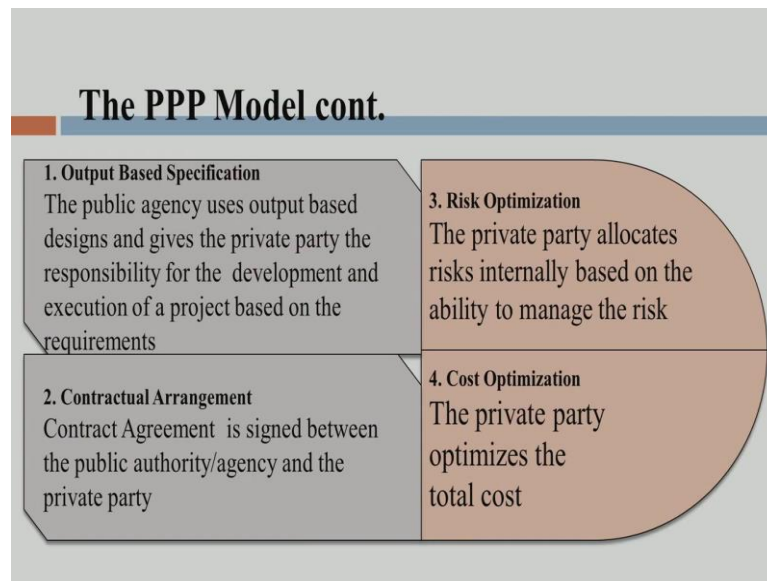 The PPP Model cont.
1. Output Based Specification
The public agency uses output based
designs and gives the private party the
responsibility for the  development and
execution of a project based on the
requirements
2. Contractual Arrangement
Contract Agreement  is signed between
the public authority/agency and the
private party
3. Risk Optimization
The private party allocates
risks internally based on the
ability to manage the risk
4. Cost Optimization
The private party
optimizes the
total cost